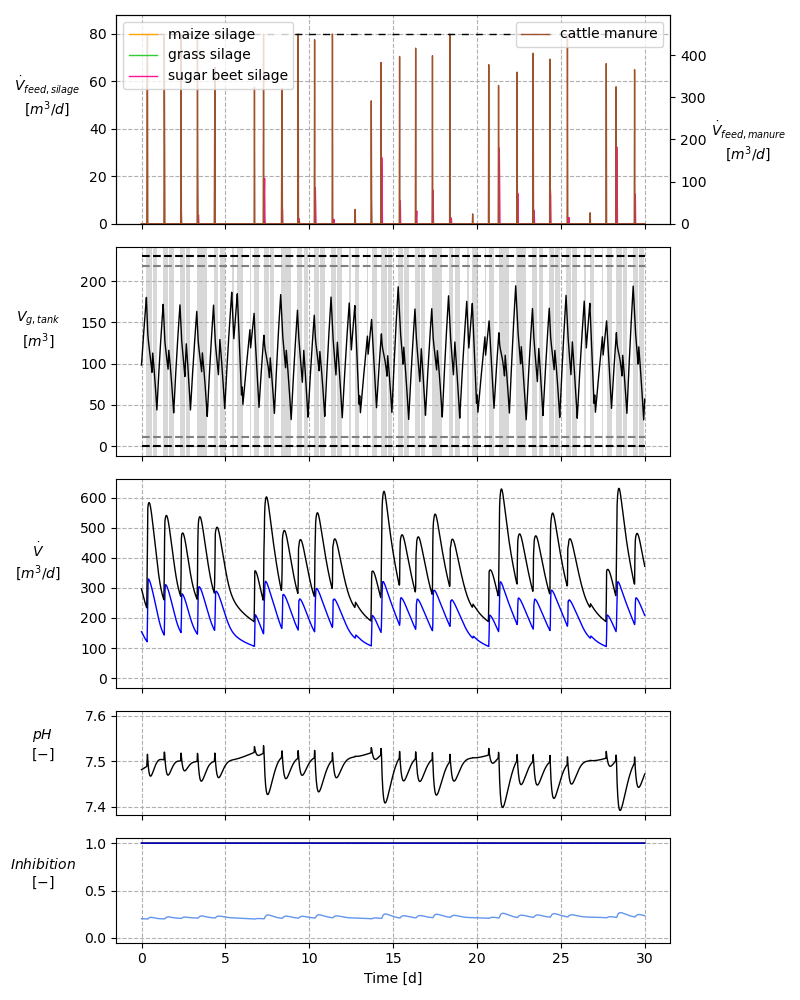 maize silage
grass silage
sugar beet silage
cattle manure
80
60
40
20
0
400
300
200
100
0
V̇feed,silage
[m³/d]
V̇feed,manure
[m³/d]
200
150
100
50
0
Vg,tank
[m³]
600
500
400
300
200
100
0
V̇
[m³/d]
7.6
7.5
7.4
pH
[−]
1.0
0.5
0.0
Inhibition
[−]
0 5 10 15 20 25 30
Time [d]